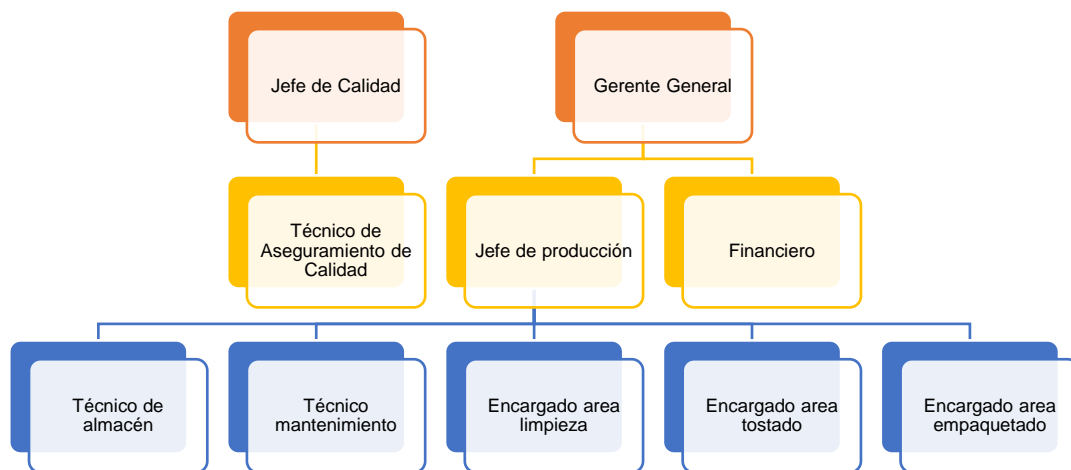 Jefe de Calidad
Gerente General
Técnico de
Aseguramiento de
Calidad
Jefe de producción
Financiero
Técnico de
almacén
Técnico
mantenimiento
Encargado area
limpieza
Encargado area
tostado
Encargado area
empaquetado